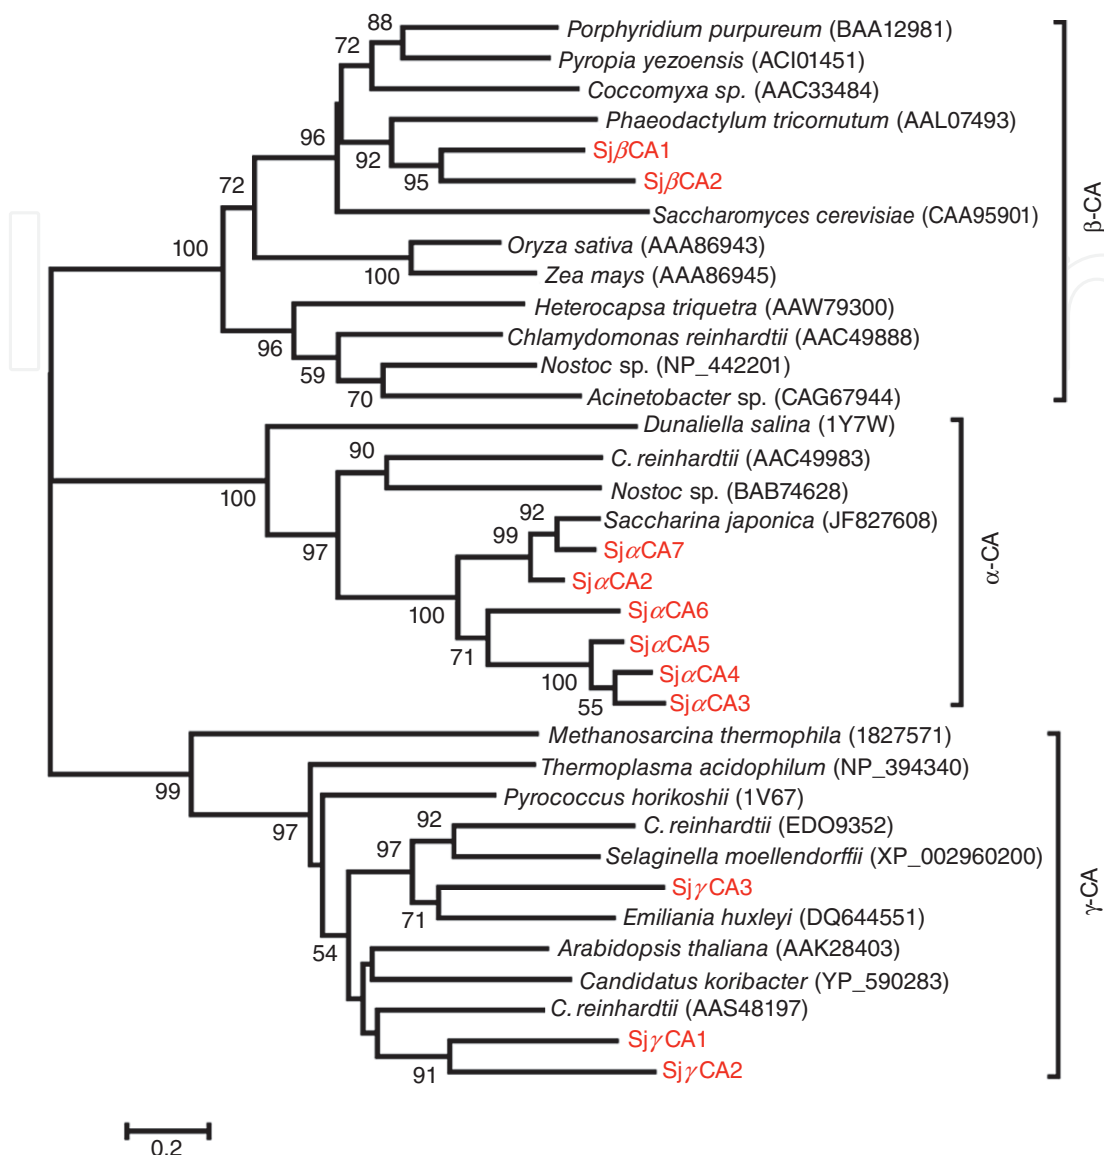 88
Porphyridium purpureum (BAA12981)
72
Pyropia yezoensis (ACI01451)
Coccomyxa sp. (AAC33484)
96
Phaeodactylum tricornutum (AAL07493)
92
SjβCA1
95
SjβCA2
72
Saccharomyces cerevisiae (CAA95901)
β-CA
100
Oryza sativa (AAA86943)
100
Zea mays (AAA86945)
Heterocapsa triquetra (AAW79300)
96
Chlamydomonas reinhardtii (AAC49888)
59
Nostoc sp. (NP_442201)
70
Acinetobacter sp. (CAG67944)
Dunaliella salina (1Y7W)
90
C. reinhardtii (AAC49983)
100
Nostoc sp. (BAB74628)
92
Saccharina japonica (JF827608)
97
99
SjαCA7
SjαCA2
α-CA
100
SjαCA6
71
SjαCA5
100
SjαCA4
55
SjαCA3
Methanosarcina thermophila (1827571)
99
Thermoplasma acidophilum (NP_394340)
97
Pyrococcus horikoshii (1V67)
92
C. reinhardtii (EDO9352)
97
Selaginella moellendorffii (XP_002960200)
SjγCA3
γ-CA
71
Emiliania huxleyi (DQ644551)
54
Arabidopsis thaliana (AAK28403)
Candidatus koribacter (YP_590283)
C. reinhardtii (AAS48197)
SjγCA1
91
SjγCA2
0.2